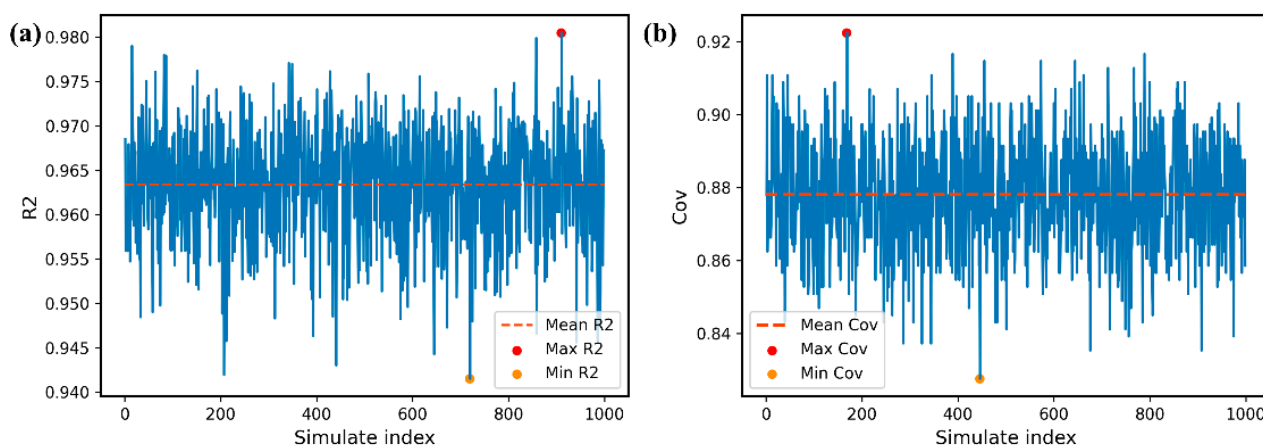 (a)
R2
0.980
0.975
0.970
0.965
0.960
0.955
0.950
0.945
0.940
0 200 400 600 800 1000
Simulate index
Mean R2
Max R2
Min R2
(b)
Cov
0.92
0.90
0.88
0.86
0.84
0 200 400 600 800 1000
Simulate index
Mean Cov
Max Cov
Min Cov